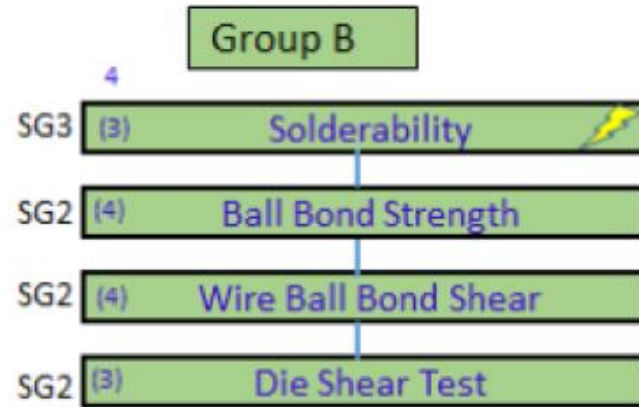 Group B
4
SG3 (3) Solderability
SG2 (4) Ball Bond Strength
SG2 (4) Wire Ball Bond Shear
SG2 (3) Die Shear Test